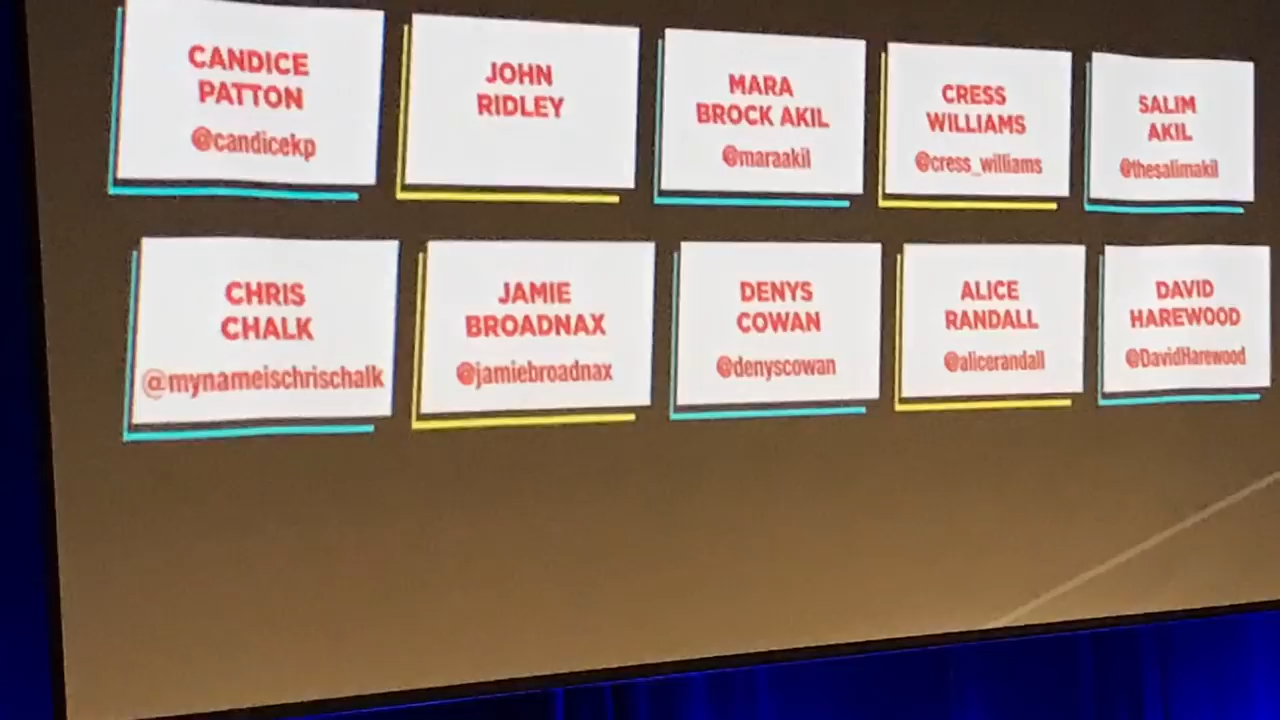 CANDICE
PATTON
@candicekp
JOHN
RIDLEY
MARA
BROCK AKIL
@maraakil
CRESS
WILLIAMS
@cress_williams
SALIM
AKIL
@thesalimakil
CHRIS
CHALK
@mynameischrischalk
JAMIE
BROADNAX
@jamiebroadnax
DENYS
COWAN
@denyscowan
ALICE
RANDALL
@alicerandall
DAVID
HAREWOOD
@DavidHarewood